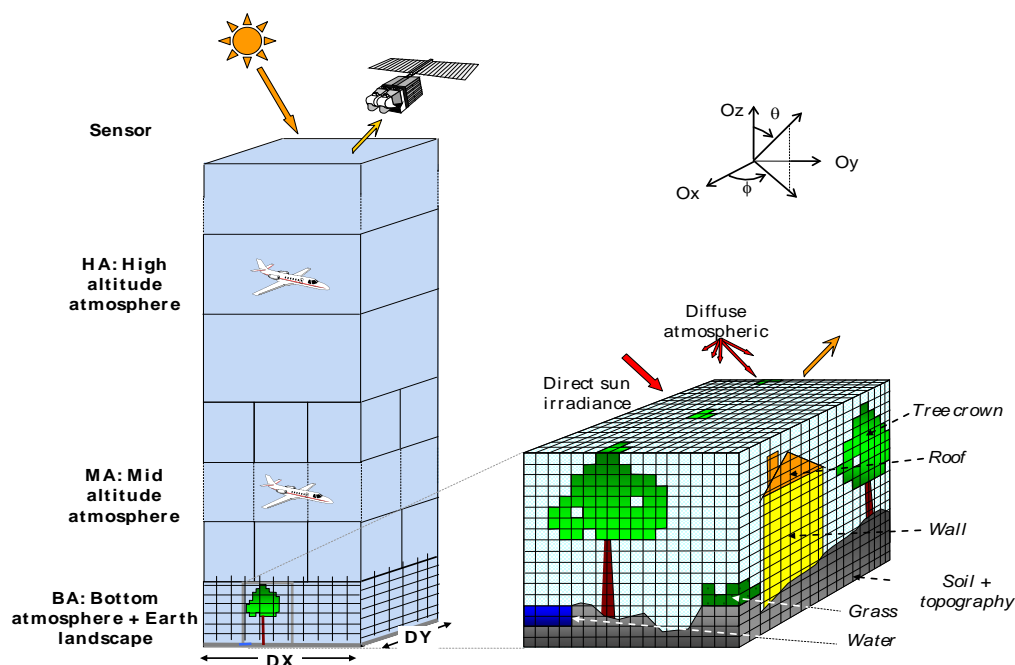 Sensor
HA: High
altitude
atmosphere
MA: Mid
altitude
atmosphere
BA: Bottom
atmosphere + Earth
landscape
DX
DY
Oz
θ
Oy
Ox
ϕ
Diffuse
atmospheric
Direct sun
irradiance
Tree crown
Roof
Wall
Soil +
topography
Grass
Water